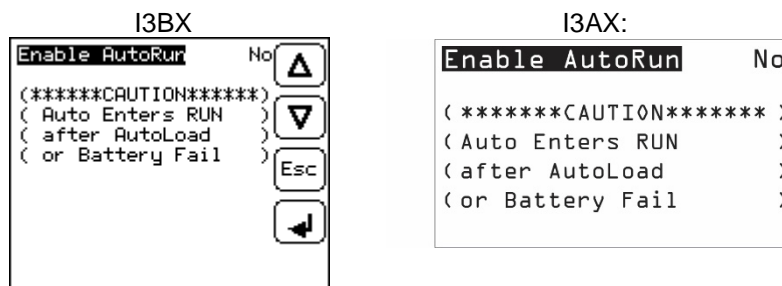 I3BX
Enable AutoRun No
(******CAUTION******)
( Auto Enters RUN )
( after AutoLoad )
( or Battery Fail )
Esc
I3AX:
Enable AutoRun No
(*******CAUTION******* )
(Auto Enters RUN )
(after AutoLoad )
(or Battery Fail )